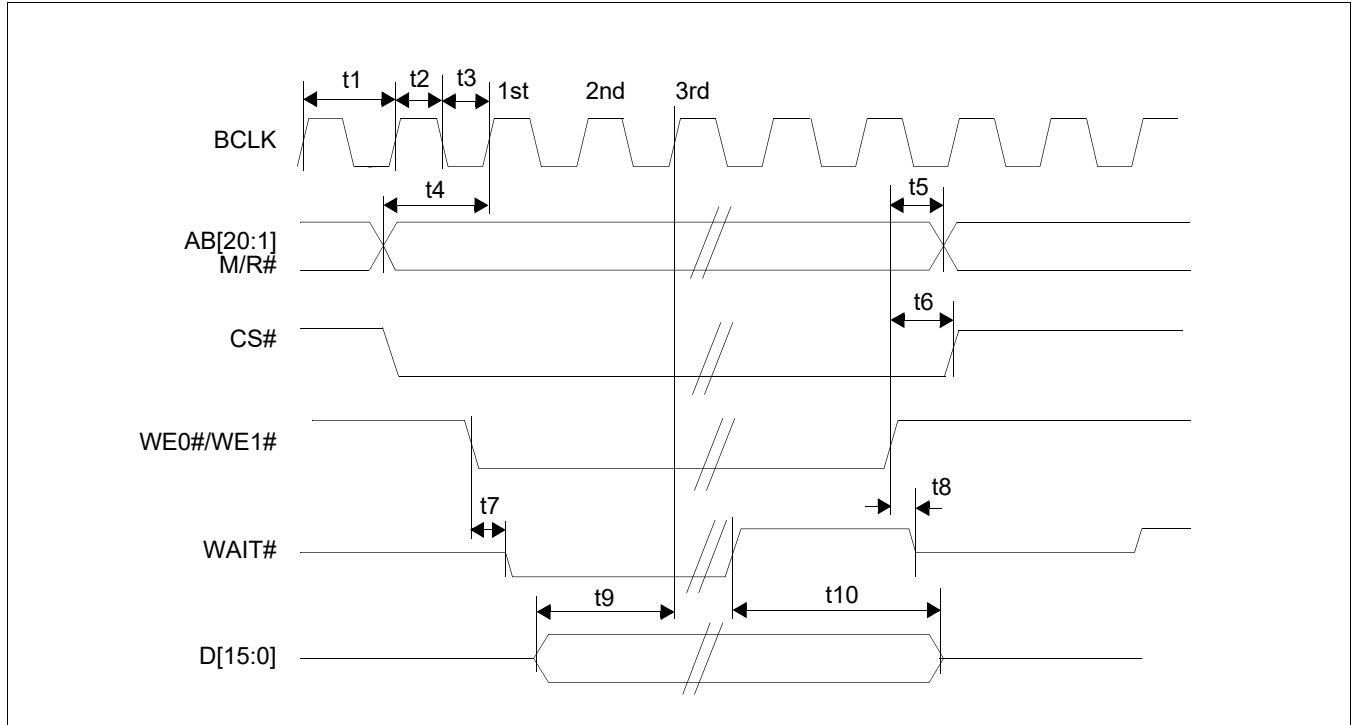 t1
t2
t3
1st
2nd
3rd
BCLK
t4
t5
AB[20:1]
M/R#
t6
CS#
WE0#/WE1#
t7
t8
WAIT#
t9
t10
D[15:0]